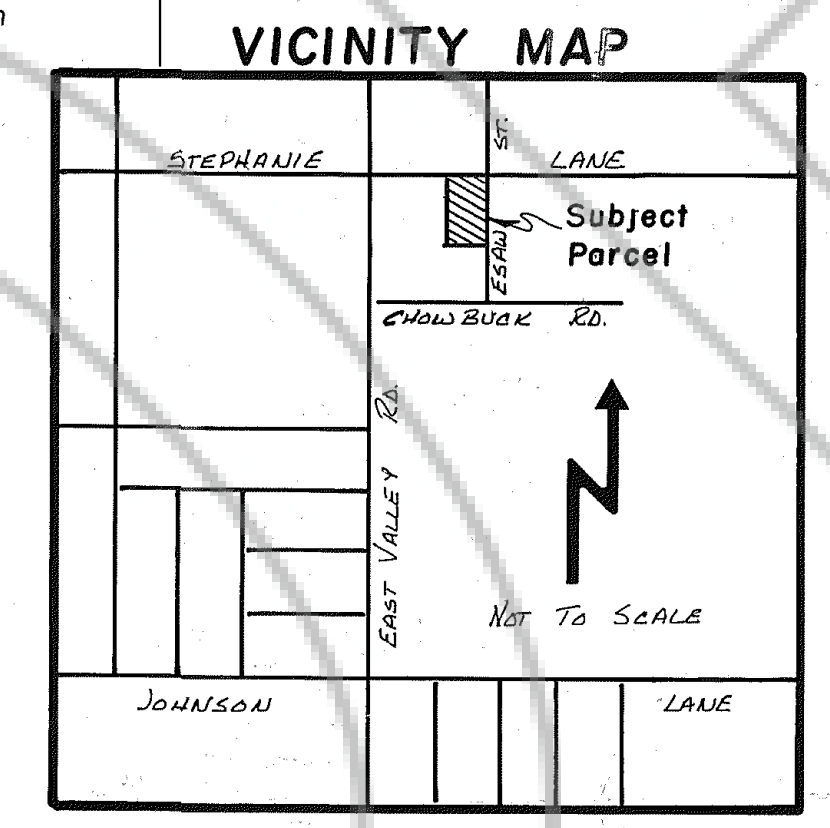 VICINITY MAP
ST.
STEPHANIE LANE
Subject
Parcel
ESAW
CHOWBUCK RD.
EAST VALLEY RD.
NOT TO SCALE
JOHNSON LANE